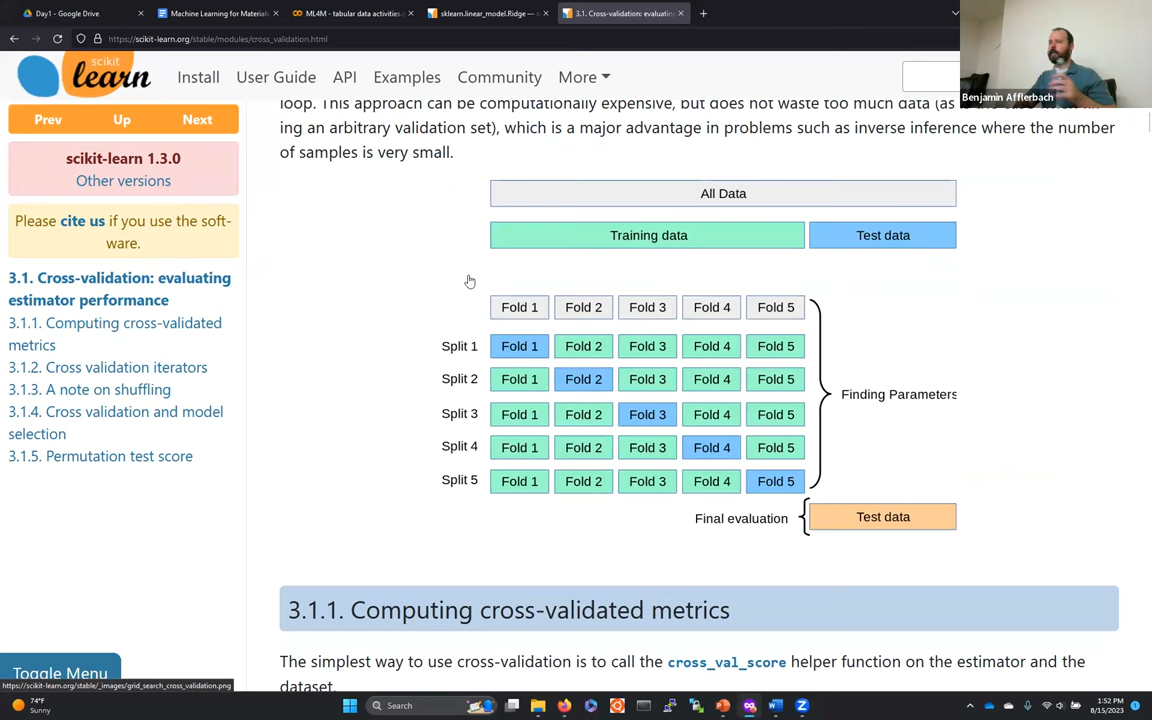 Day1 - Google Drive
Machine Learning for Materials
ML4M - tabular data activities.
sklearn.linear_model.Ridge — s
3.1. Cross-validation: evaluating
https://scikit-learn.org/stable/modules/cross_validation.html
Benjamin Afflerbach
scikit
learn
Install
User Guide
API
Examples
Community
More
Prev
Up
Next
scikit-learn 1.3.0
Other versions
Please cite us if you use the soft-
ware.
3.1. Cross-validation: evaluating
estimator performance
3.1.1. Computing cross-validated
metrics
3.1.2. Cross validation iterators
3.1.3. A note on shuffling
3.1.4. Cross validation and model
selection
3.1.5. Permutation test score
Toggle Menu
loop. This approach can be computationally expensive, but does not waste too much data (as
ing an arbitrary validation set), which is a major advantage in problems such as inverse inference where the number
of samples is very small.
All Data
Training data Test data
Fold 1 Fold 2 Fold 3 Fold 4 Fold 5
Split 1 Fold 1 Fold 2 Fold 3 Fold 4 Fold 5
Split 2 Fold 1 Fold 2 Fold 3 Fold 4 Fold 5
Split 3 Fold 1 Fold 2 Fold 3 Fold 4 Fold 5
Split 4 Fold 1 Fold 2 Fold 3 Fold 4 Fold 5
Split 5 Fold 1 Fold 2 Fold 3 Fold 4 Fold 5
Finding Parameters
Final evaluation Test data
3.1.1. Computing cross-validated metrics
The simplest way to use cross-validation is to call the cross_val_score helper function on the estimator and the
dataset.
https://scikit-learn.org/stable/_images/grid_search_cross_validation.png
74°F
Sunny
Search
1:52 PM
8/15/2023